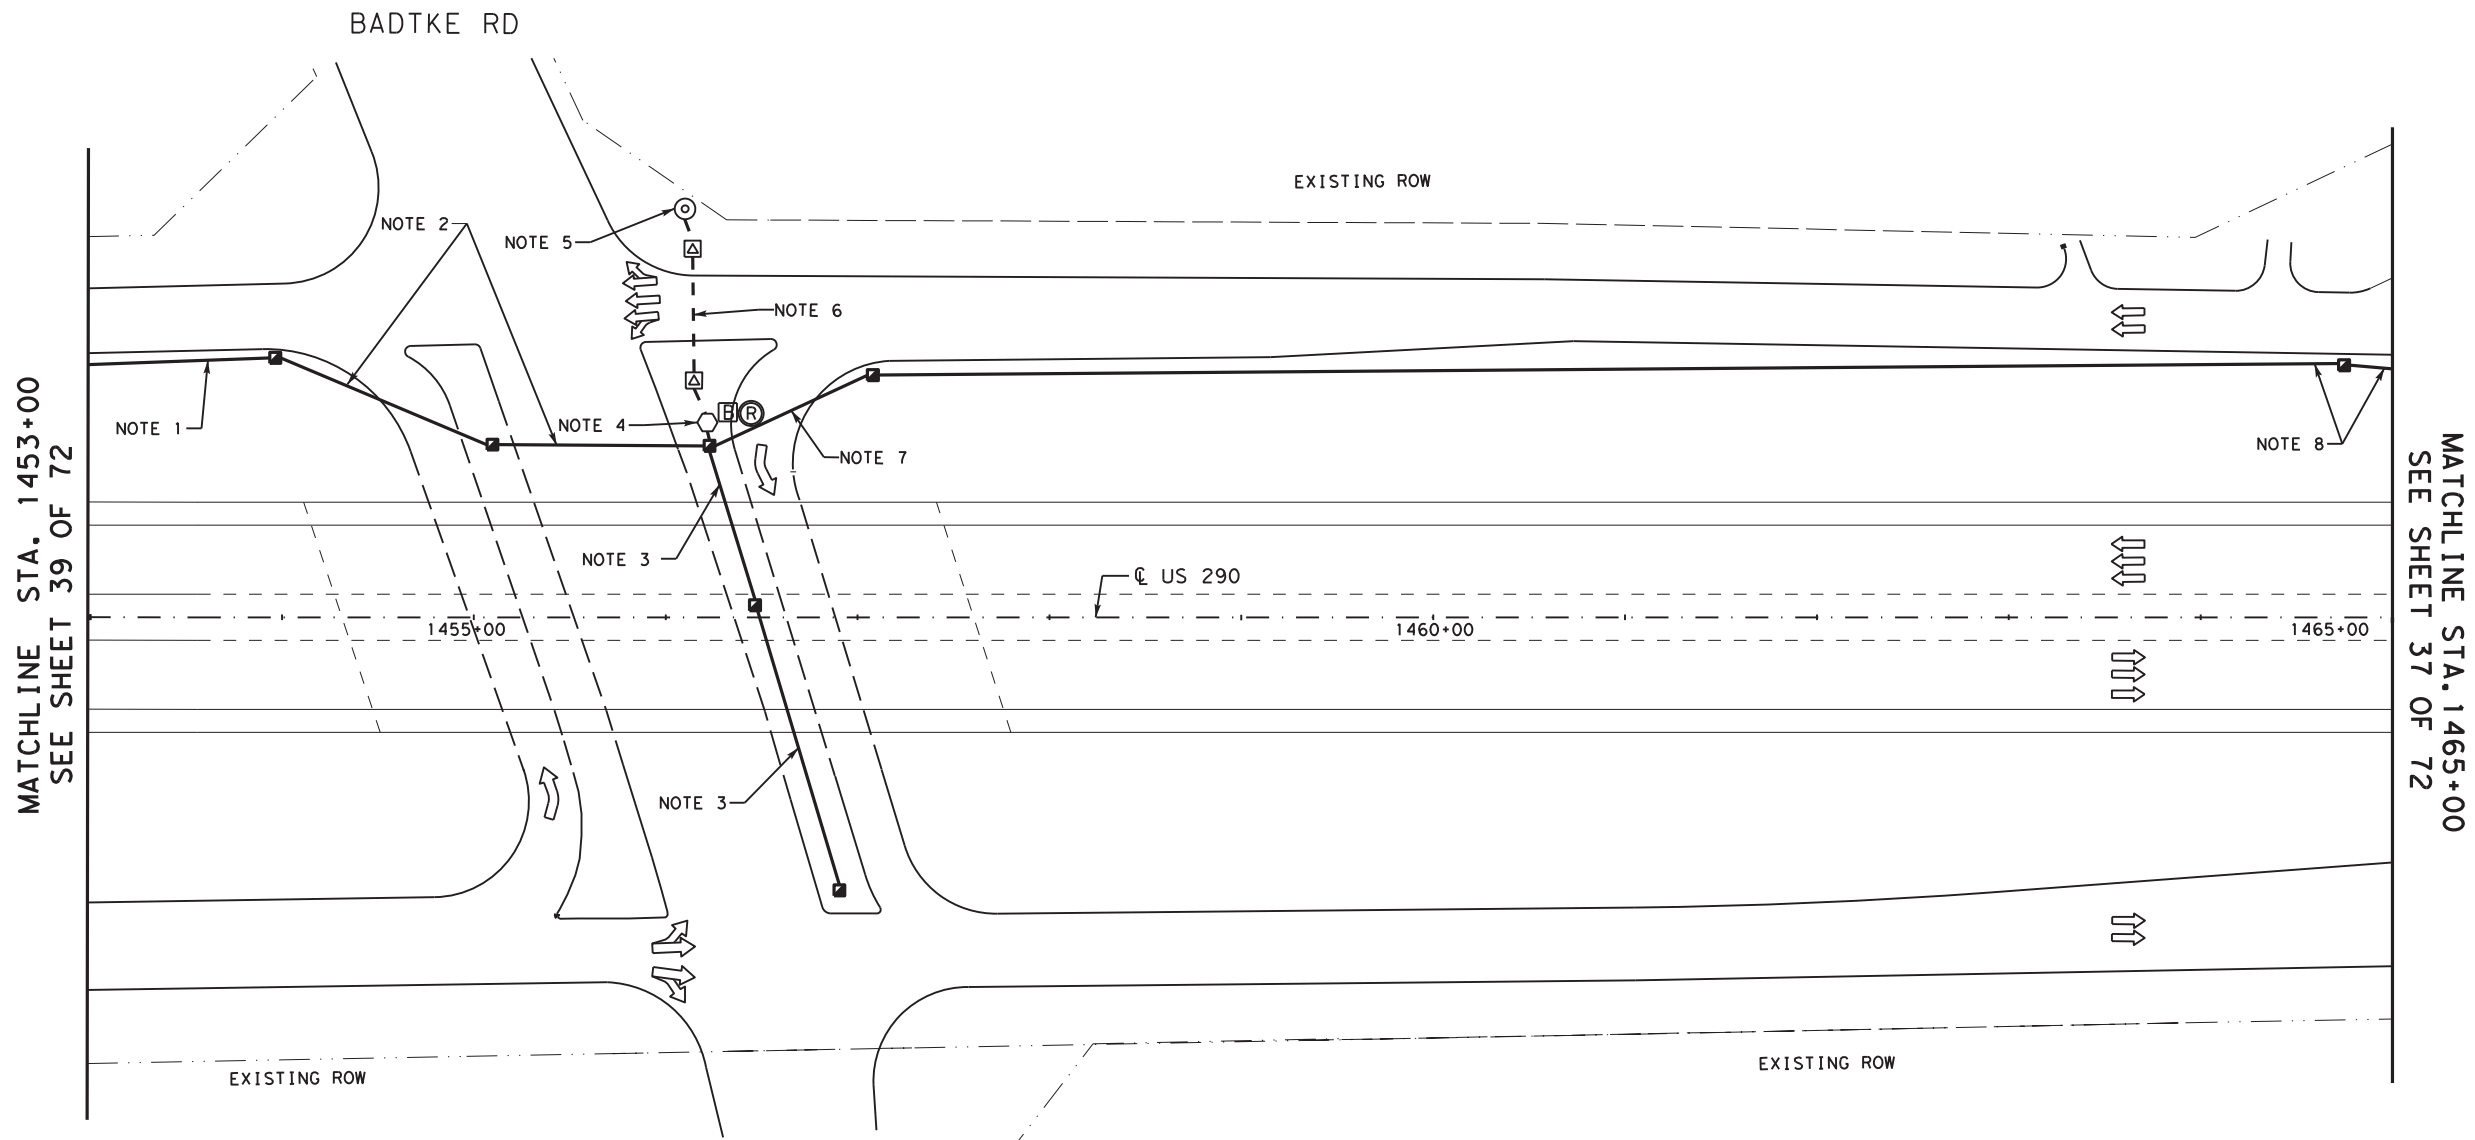 BADTKE RD
EXISTING ROW
NOTE 2
NOTE 5
NOTE 6
NOTE 1
NOTE 4
B
R
NOTE 7
NOTE 8
NOTE 3
℄ US 290
1455+00
1460+00
1465+00
NOTE 3
EXISTING ROW
EXISTING ROW
MATCHLINE STA. 1453+00
SEE SHEET 39 OF 72
MATCHLINE STA. 1465+00
SEE SHEET 37 OF 72